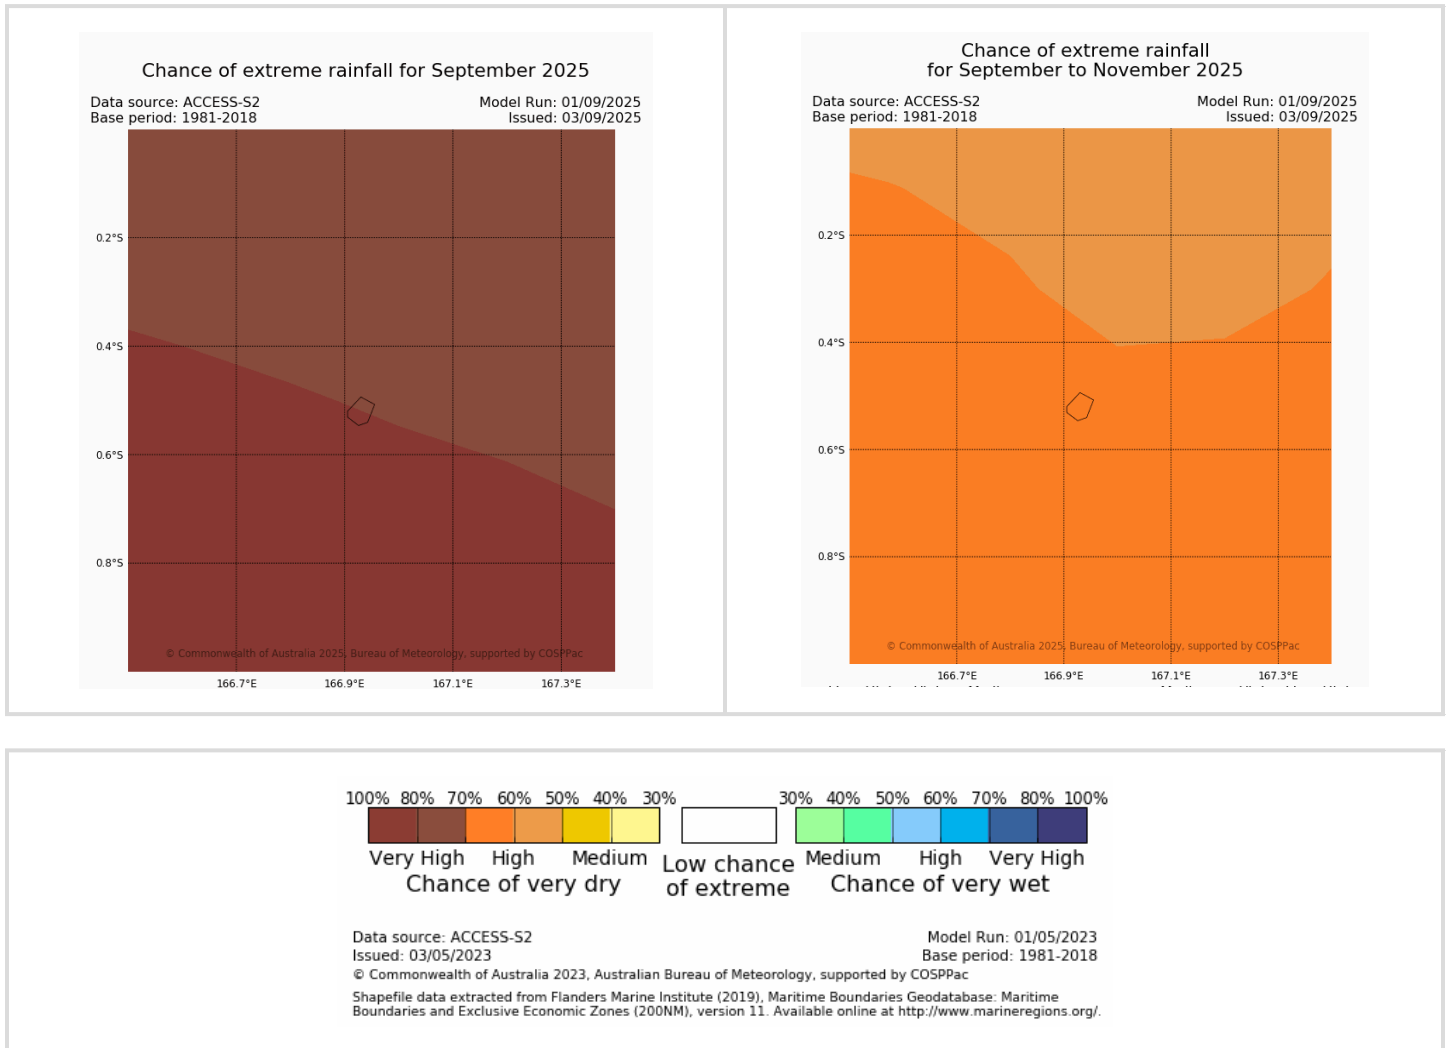 Chance of extreme rainfall for September 2025
Data source: ACCESS-S2
Model Run: 01/09/2025
Base period: 1981-2018
Issued: 03/09/2025
0.2°S
0.4°S
0.6°S
0.8°S
© Commonwealth of Australia 2025, Bureau of Meteorology, supported by COSPPac
166.7°E 166.9°E 167.1°E 167.3°E
Chance of extreme rainfall
for September to November 2025
Data source: ACCESS-S2
Model Run: 01/09/2025
Base period: 1981-2018
Issued: 03/09/2025
0.2°S
0.4°S
0.6°S
0.8°S
© Commonwealth of Australia 2025, Bureau of Meteorology, supported by COSPPac
166.7°E 166.9°E 167.1°E 167.3°E
100% 80% 70% 60% 50% 40% 30% 30% 40% 50% 60% 70% 80% 100%
Very High High Medium Low chance Medium High Very High
Chance of very dry of extreme Chance of very wet
Data source: ACCESS-S2
Model Run: 01/05/2023
Issued: 03/05/2023
Base period: 1981-2018
© Commonwealth of Australia 2023, Australian Bureau of Meteorology, supported by COSPPac
Shapefile data extracted from Flanders Marine Institute (2019), Maritime Boundaries Geodatabase: Maritime
Boundaries and Exclusive Economic Zones (200NM), version 11. Available online at http://www.marineregions.org/.